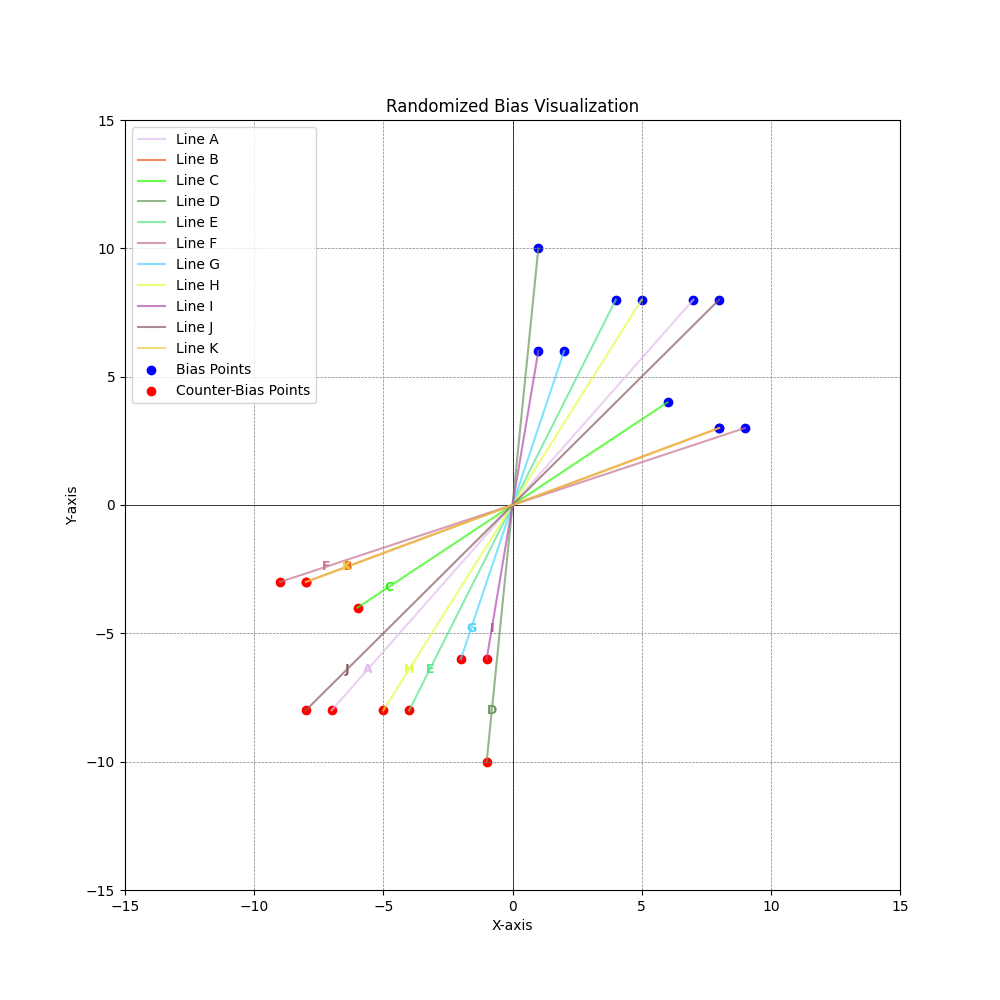 Randomized Bias Visualization
15
10
5
0
−5
−10
−15
Y-axis
Line A
Line B
Line C
Line D
Line E
Line F
Line G
Line H
Line I
Line J
Line K
Bias Points
Counter-Bias Points
F
C
G
I
J
A
H
E
D
−15
−10
−5
0
5
10
15
X-axis